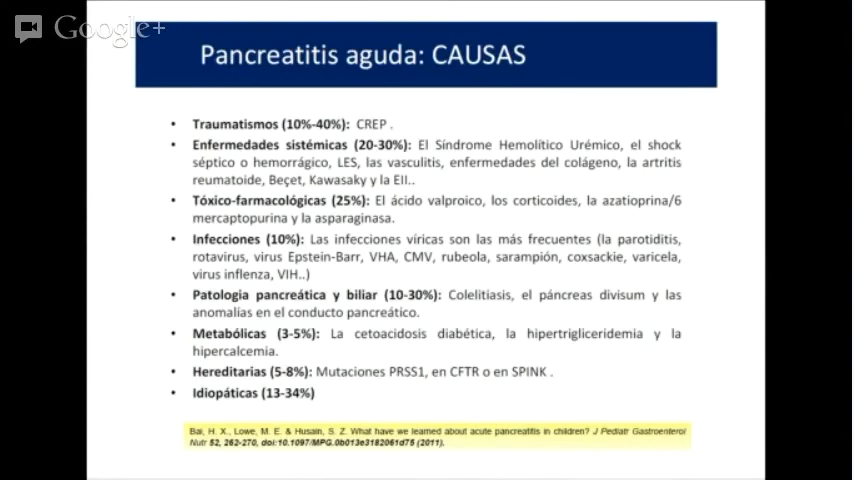 Google+
Pancreatitis aguda: CAUSAS
• Traumatismos (10%-40%): CREP .
• Enfermedades sistémicas (20-30%): El Síndrome Hemolítico Urémico, el shock
séptico o hemorrágico, LES, las vasculitis, enfermedades del colágeno, la artritis
reumatoide, Beçet, Kawasaky y la EII..
• Tóxico-farmacológicas (25%): El ácido valproico, los corticoides, la azatioprina/6
mercaptopurina y la asparaginasa.
• Infecciones (10%): Las infecciones víricas son las más frecuentes (la parotiditis,
rotavirus, virus Epstein-Barr, VHA, CMV, rubeola, sarampión, coxsackie, varicela,
virus inflenza, VIH..)
• Patologia pancreática y biliar (10-30%): Colelitiasis, el páncreas divisum y las
anomalías en el conducto pancreático.
• Metabólicas (3-5%): La cetoacidosis diabética, la hipertrigliceridemia y la
hipercalcemia.
• Hereditarias (5-8%): Mutaciones PRSS1, en CFTR o en SPINK .
• Idiopáticas (13-34%)
Bai, H. X., Lowe, M. E. & Husain, S. Z. What have we learned about acute pancreatitis in children? J Pediatr Gastroenterol
Nutr 52, 262-270, doi:10.1097/MPG.0b013e3182061d75 (2011).